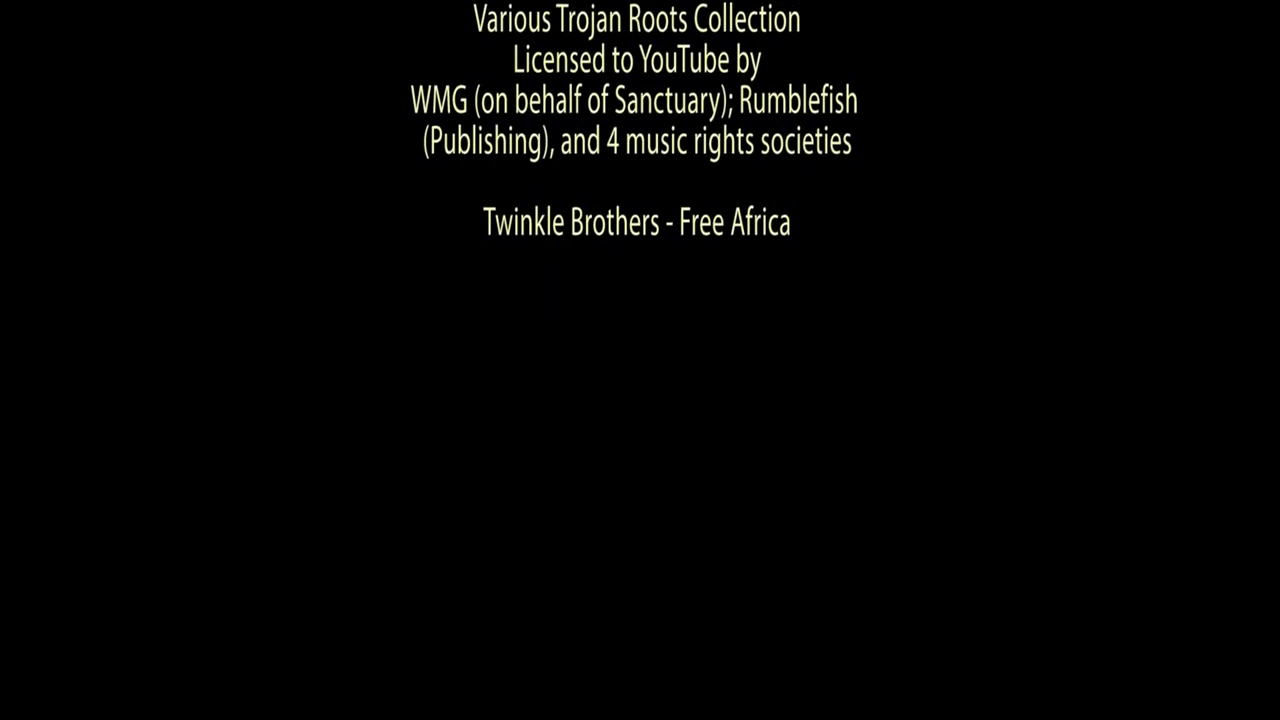 Various Trojan Roots Collection
Licensed to YouTube by
WMG (on behalf of Sanctuary); Rumblefish
(Publishing), and 4 music rights societies
Twinkle Brothers - Free Africa